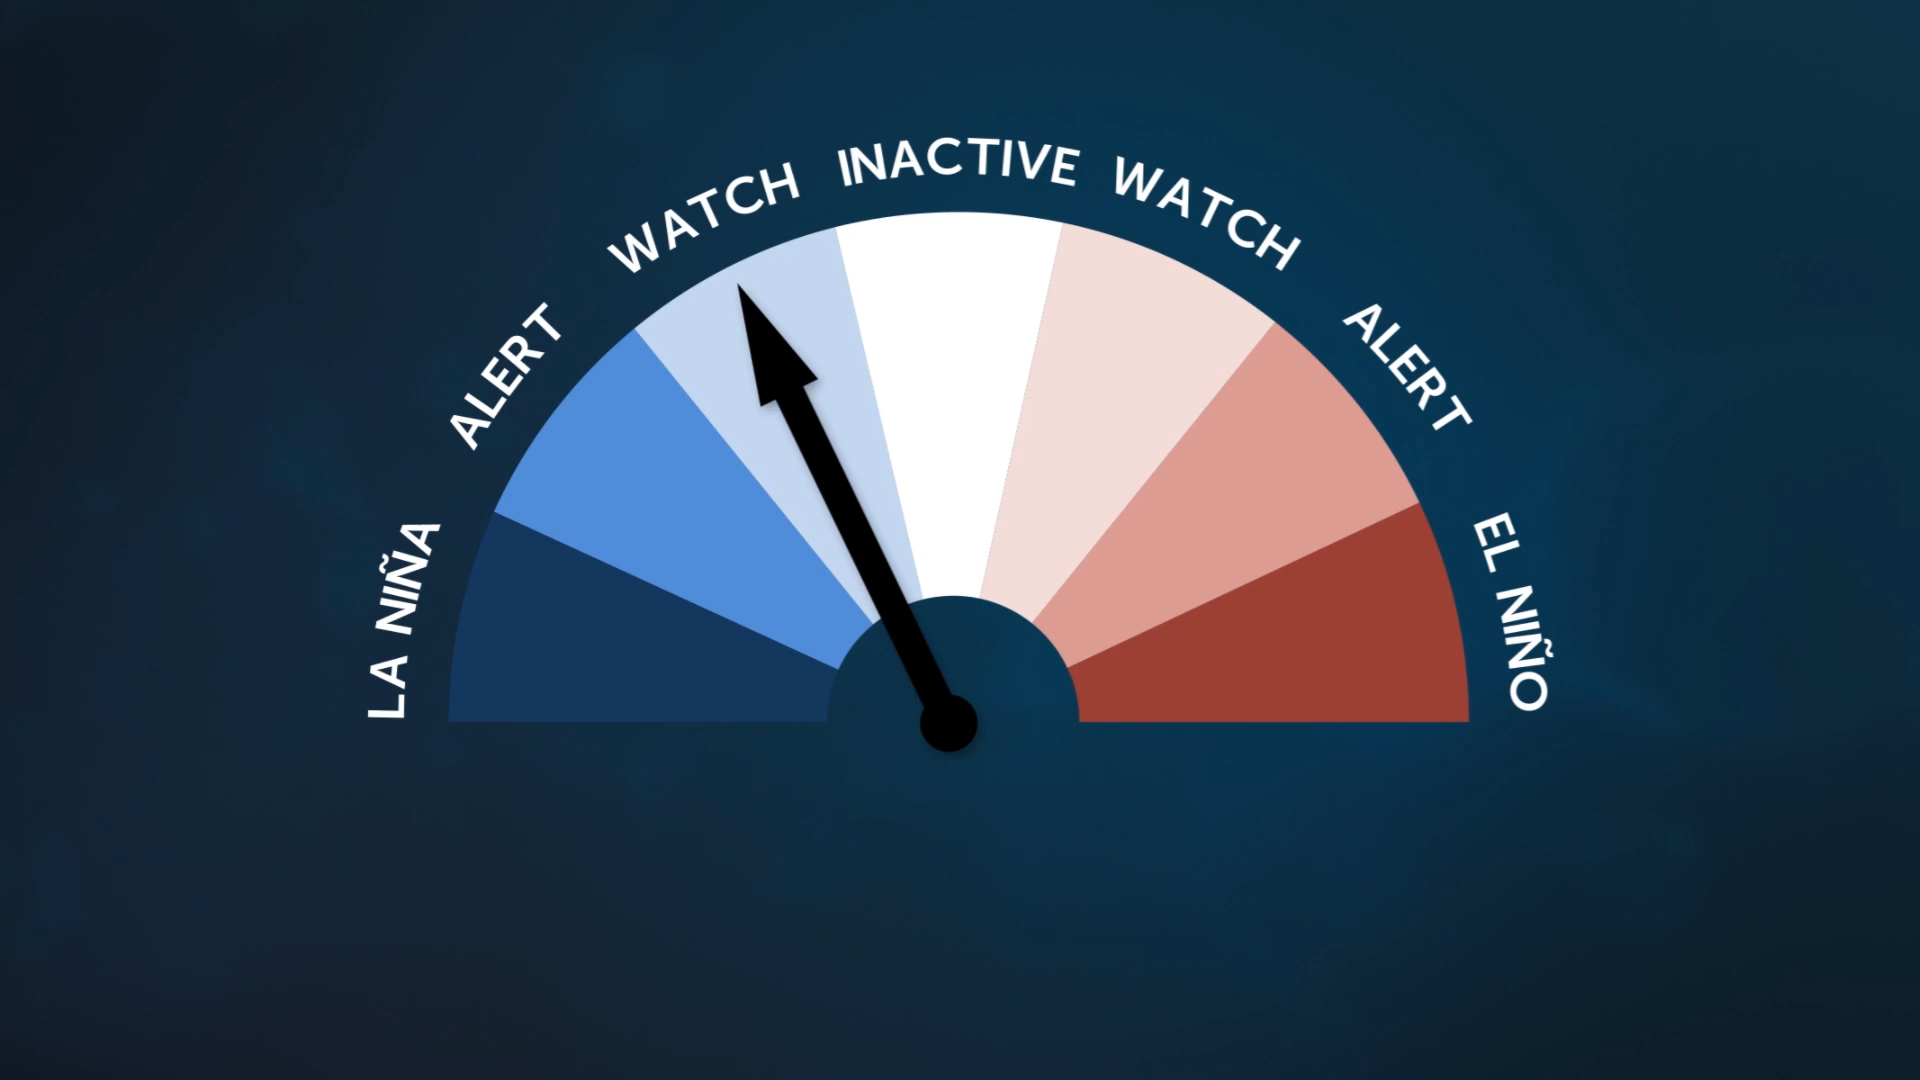 LA NIÑA
ALERT
WATCH
INACTIVE
WATCH
ALERT
EL NIÑO